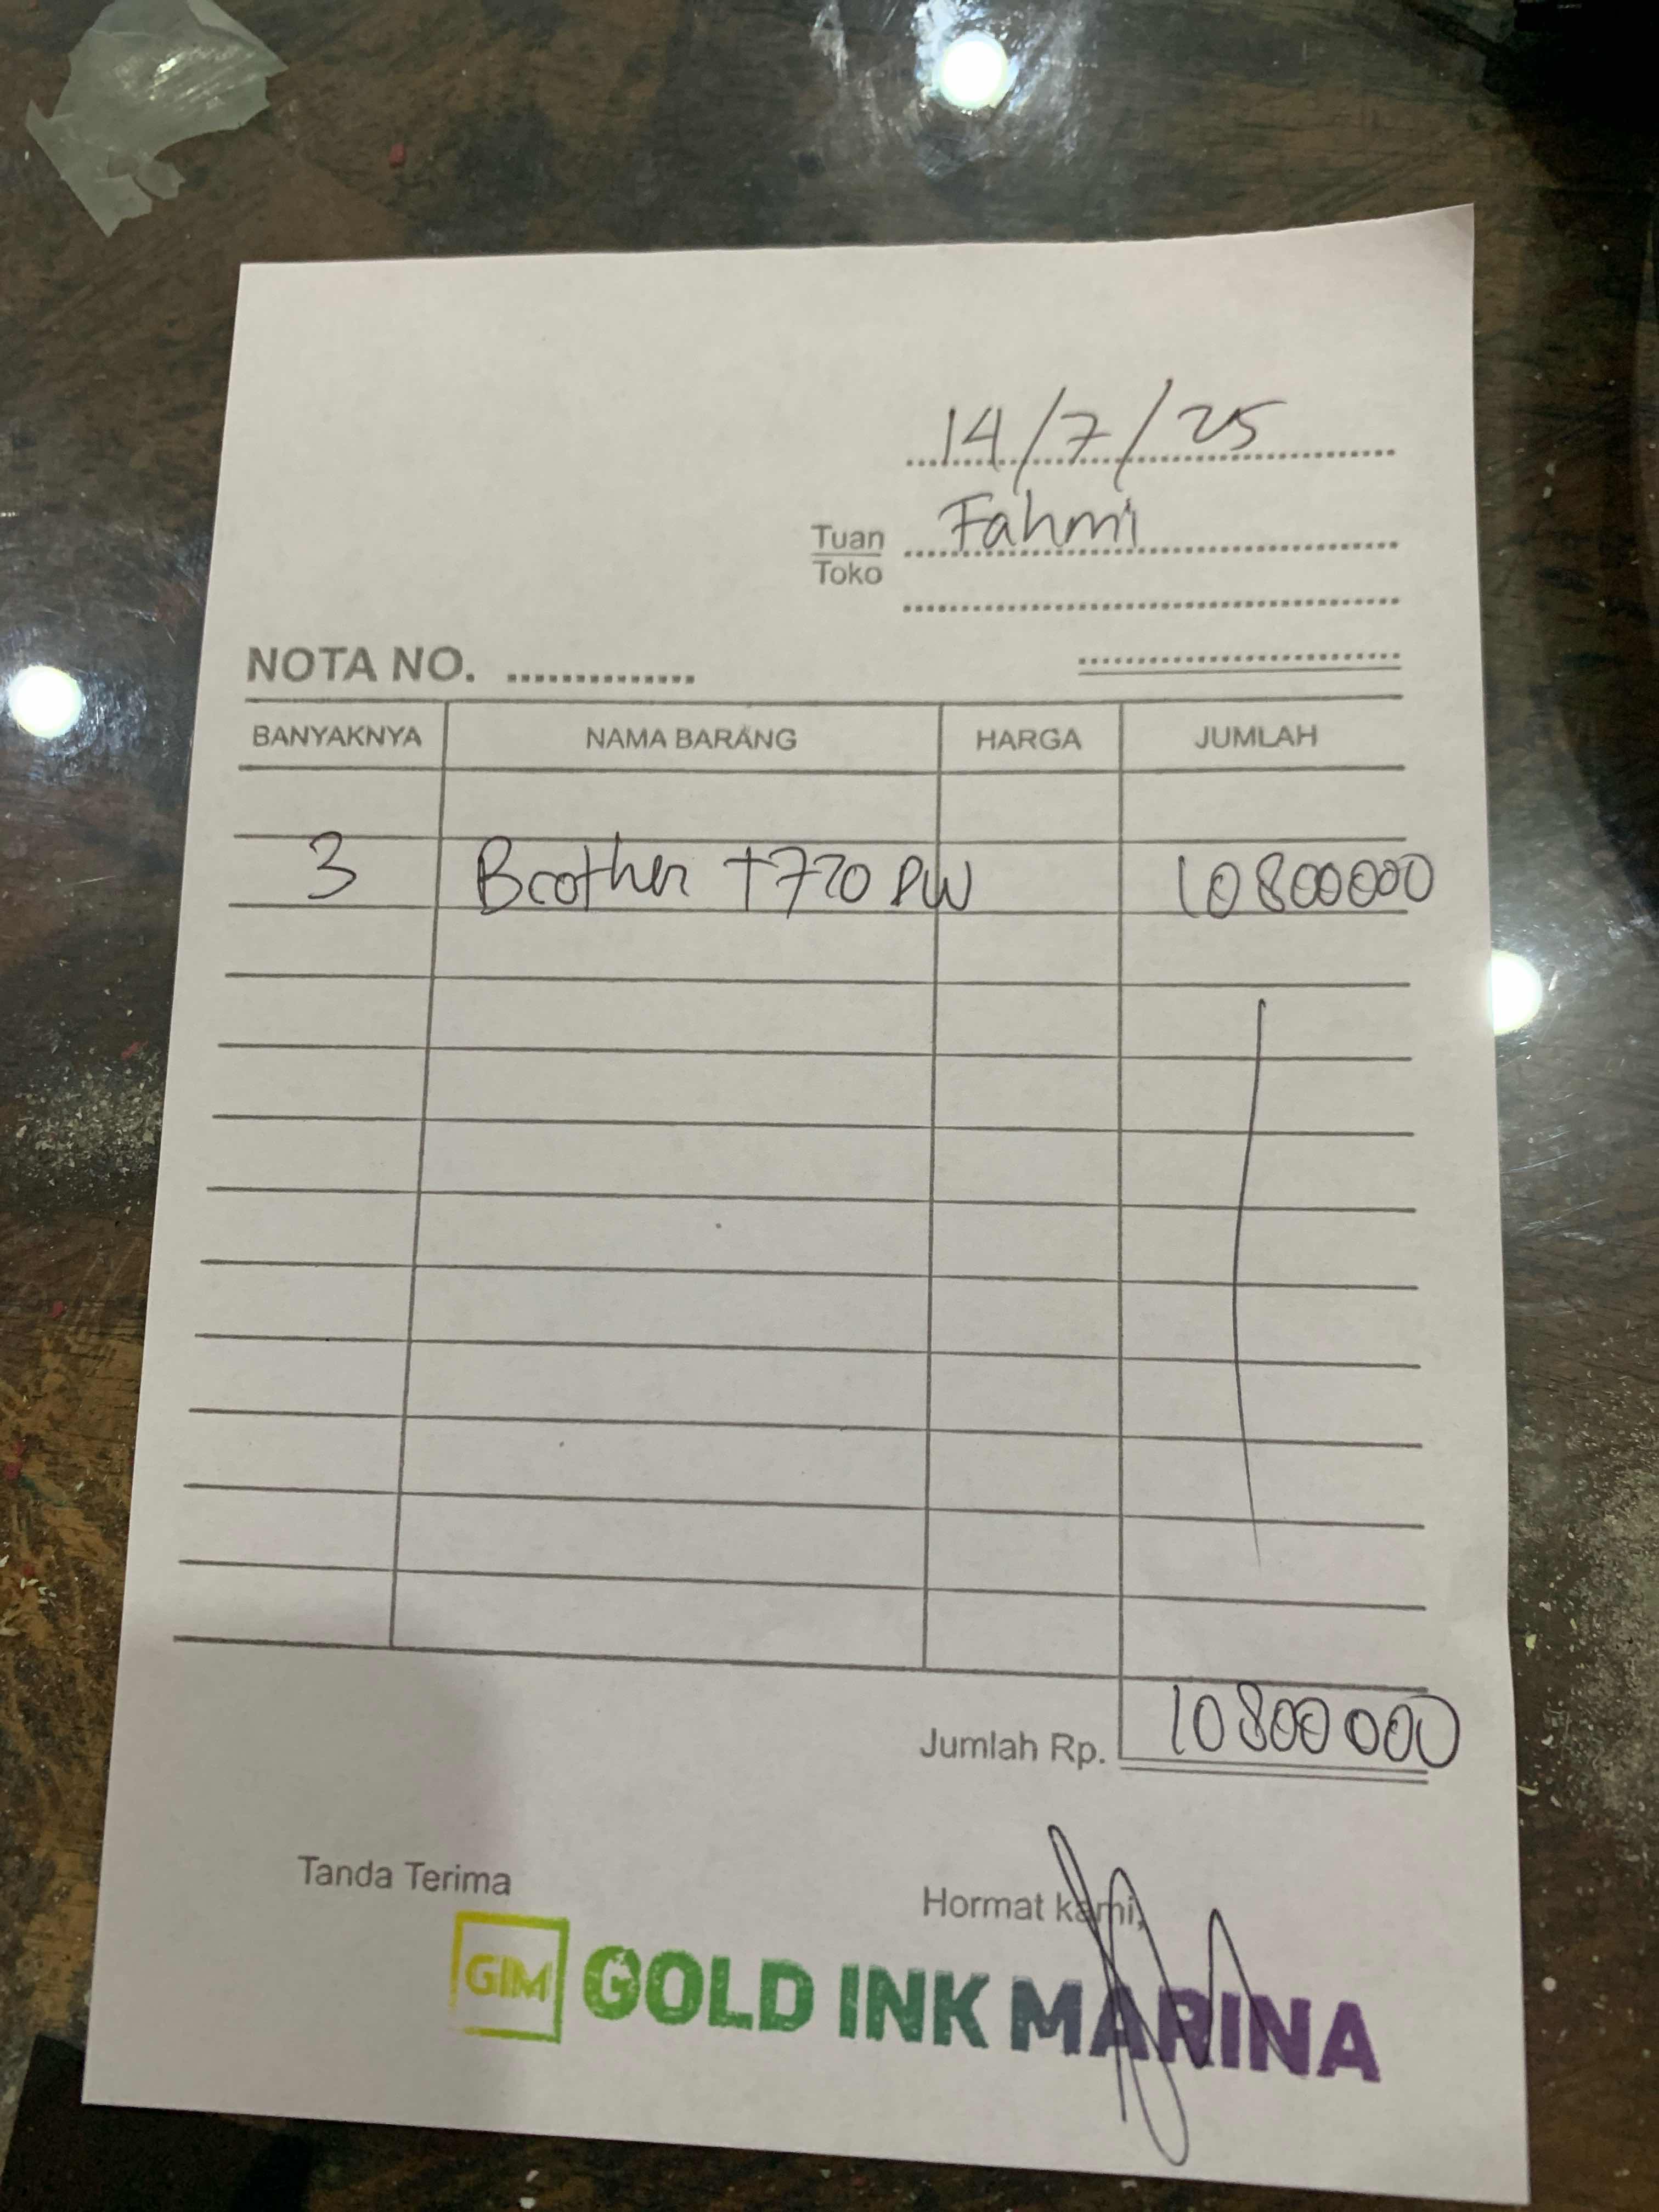 14/7/25
Tuan Fahmi
Toko
NOTA NO. ..............
BANYAKNYA NAMA BARANG HARGA JUMLAH
3 Brother T720 DW 10800000
Jumlah Rp. 10800000
Tanda Terima
Hormat kami,
GIM GOLD INK MARINA